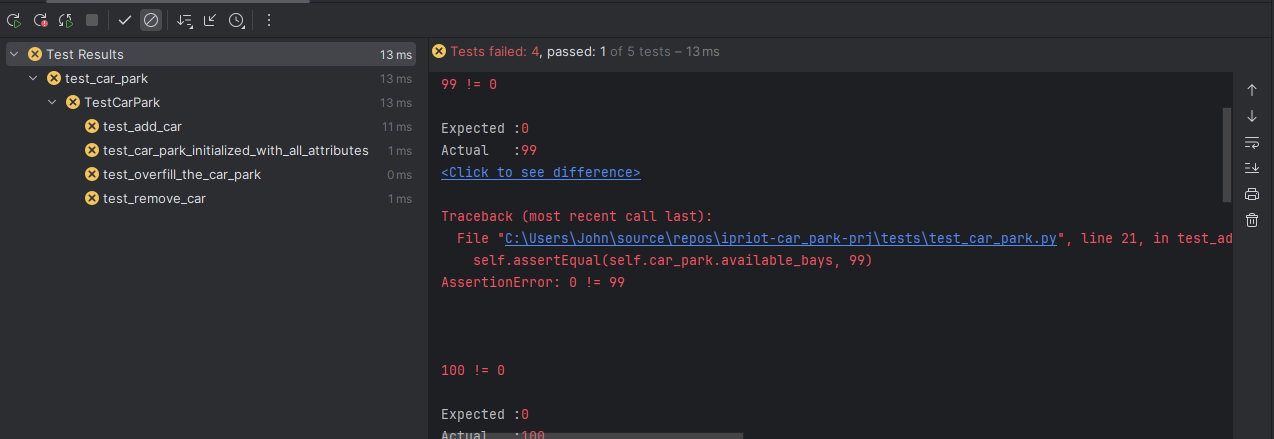 Test Results 13 ms
test_car_park 13 ms
TestCarPark 13 ms
test_add_car 11 ms
test_car_park_initialized_with_all_attributes 1 ms
test_overfill_the_car_park 0 ms
test_remove_car 1 ms
Tests failed: 4, passed: 1 of 5 tests – 13 ms
99 != 0
Expected :0
Actual   :99
<Click to see difference>
Traceback (most recent call last):
  File "C:\Users\John\source\repos\ipriot-car_park-prj\tests\test_car_park.py", line 21, in test_ad
    self.assertEqual(self.car_park.available_bays, 99)
AssertionError: 0 != 99
100 != 0
Expected :0
Actual   :100